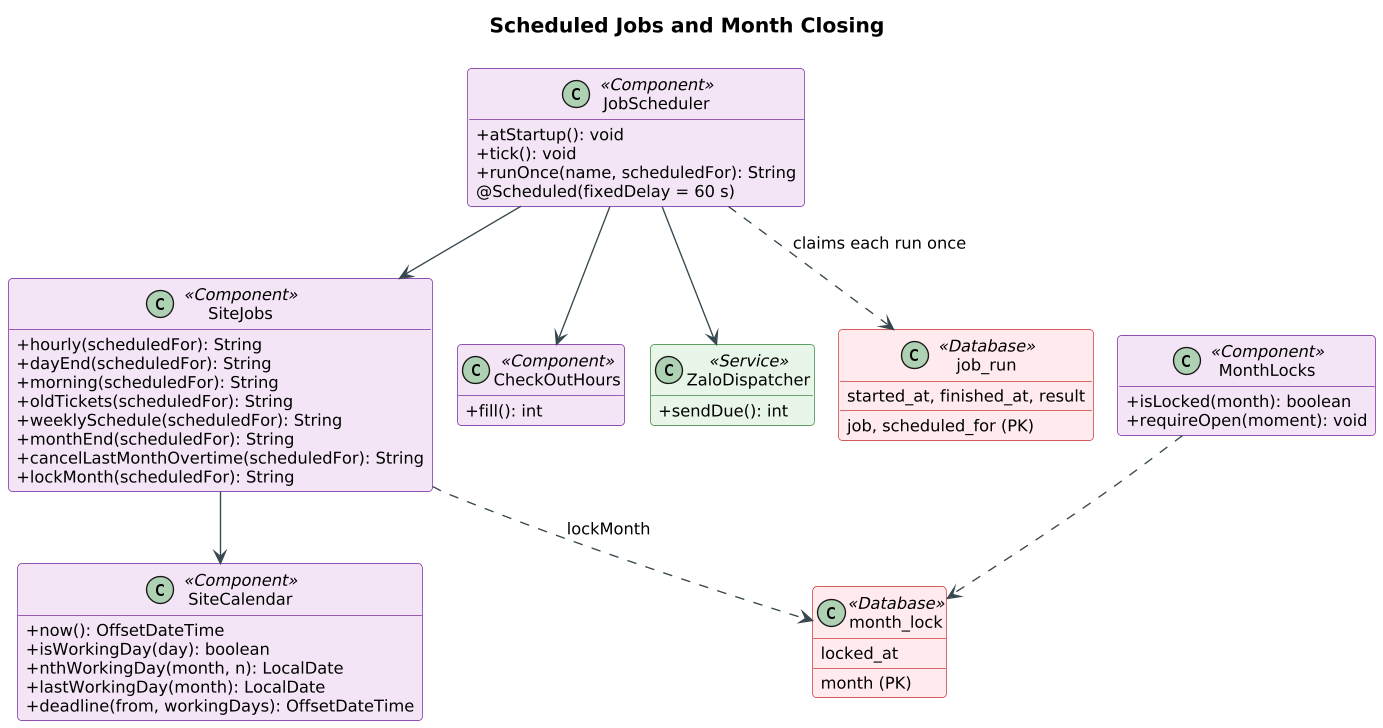 Scheduled Jobs and Month Closing
C
«Component»
JobScheduler
+atStartup(): void
+tick(): void
+runOnce(name, scheduledFor): String
@Scheduled(fixedDelay = 60 s)
claims each run once
C
«Component»
SiteJobs
+hourly(scheduledFor): String
+dayEnd(scheduledFor): String
+morning(scheduledFor): String
+oldTickets(scheduledFor): String
+weeklySchedule(scheduledFor): String
+monthEnd(scheduledFor): String
+cancelLastMonthOvertime(scheduledFor): String
+lockMonth(scheduledFor): String
C
«Component»
CheckOutHours
+fill(): int
C
«Service»
ZaloDispatcher
+sendDue(): int
C
«Database»
job_run
started_at, finished_at, result
job, scheduled_for (PK)
C
«Component»
MonthLocks
+isLocked(month): boolean
+requireOpen(moment): void
lockMonth
C
«Component»
SiteCalendar
+now(): OffsetDateTime
+isWorkingDay(day): boolean
+nthWorkingDay(month, n): LocalDate
+lastWorkingDay(month): LocalDate
+deadline(from, workingDays): OffsetDateTime
C
«Database»
month_lock
locked_at
month (PK)